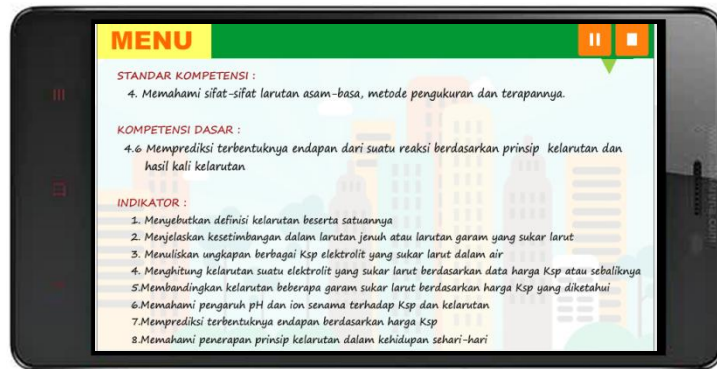 MENU
STANDAR KOMPETENSI :
4. Memahami sifat-sifat larutan asam-basa, metode pengukuran dan terapannya.
KOMPETENSI DASAR :
4.6 Memprediksi terbentuknya endapan dari suatu reaksi berdasarkan prinsip kelarutan dan
hasil kali kelarutan
INDIKATOR :
1. Menyebutkan definisi kelarutan beserta satuannya
2. Menjelaskan kesetimbangan dalam larutan jenuh atau larutan garam yang sukar larut
3. Menuliskan ungkapan berbagai Ksp elektrolit yang sukar larut dalam air
4. Menghitung kelarutan suatu elektrolit yang sukar larut berdasarkan data harga Ksp atau sebaliknya
5.Membandingkan kelarutan beberapa garam sukar larut berdasarkan harga Ksp yang diketahui
6.Memahami pengaruh pH dan ion senama terhadap Ksp dan kelarutan
7.Memprediksi terbentuknya endapan berdasarkan harga Ksp
8.Memahami penerapan prinsip kelarutan dalam kehidupan sehari-hari